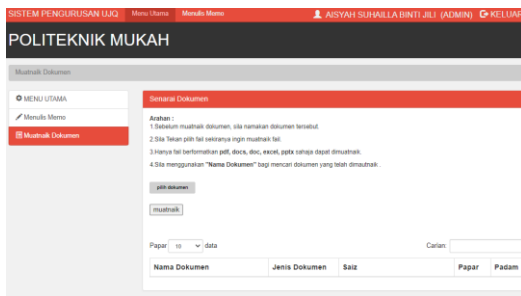 SISTEM PENGURUSAN UJQ Menu Utama Menulis Memo AISYAH SUHAILLA BINTI JILI (ADMIN) KELUAR
POLITEKNIK MUKAH
Muatnaik Dokumen
MENU UTAMA
Menulis Memo
Muatnaik Dokumen
Senarai Dokumen
Arahan :
1.Sebelum muatnaik dokumen, sila namakan dokumen tersebut.
2.Sila Tekan pilih fail sekiranya ingin muatnaik fail.
3.Hanya fail berformatkan pdf, docs, doc, excel, pptx sahaja dapat dimuatnaik.
4.Sila menggunakan "Nama Dokumen" bagi mencari dokumen yang telah dimautnaik.
pilih dokumen
muatnaik
Papar 10 data Carian:
Nama Dokumen Jenis Dokumen Saiz Papar Padam